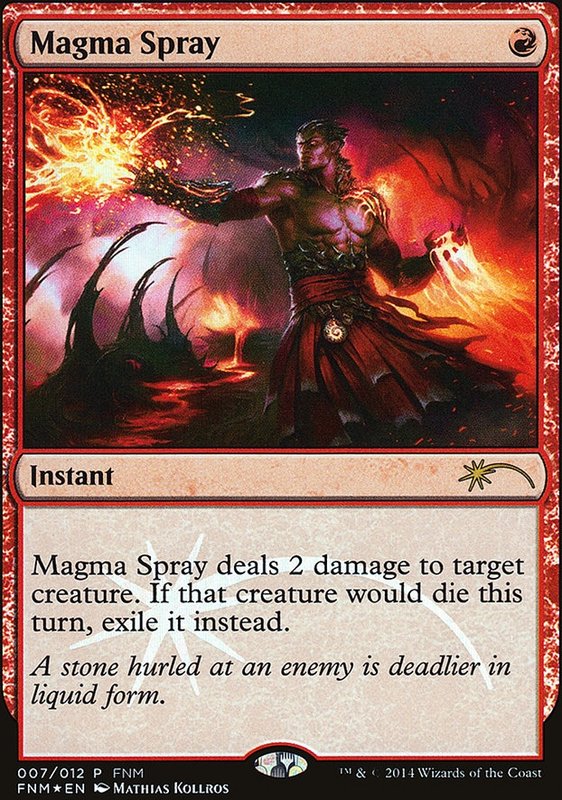 Magma Spray
Instant
Magma Spray deals 2 damage to target
creature. If that creature would die this
turn, exile it instead.
A stone hurled at an enemy is deadlier in
liquid form.
007/012 P FNM
FNM★EN Mathias Kollros
™ & © 2014 Wizards of the Coast